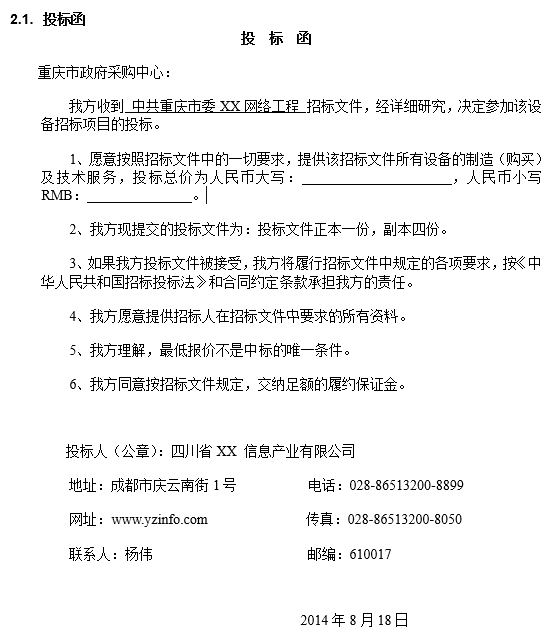 2.1. 投标函
投 标 函
重庆市政府采购中心：
我方收到 中共重庆市委 XX 网络工程 招标文件，经详细研究，决定参加该设
备招标项目的投标。
1、愿意按照招标文件中的一切要求，提供该招标文件所有设备的制造（购买）
及技术服务，投标总价为人民币大写：____________________，人民币小写
RMB：______________。
2、我方现提交的投标文件为：投标文件正本一份，副本四份。
3、如果我方投标文件被接受，我方将履行招标文件中规定的各项要求，按《中
华人民共和国招标投标法》和合同约定条款承担我方的责任。
4、我方愿意提供招标人在招标文件中要求的所有资料。
5、我方理解，最低报价不是中标的唯一条件。
6、我方同意按招标文件规定，交纳足额的履约保证金。
投标人（公章）：四川省 XX 信息产业有限公司
地址：成都市庆云南街 1 号 电话：028-86513200-8899
网址：www.yzinfo.com 传真：028-86513200-8050
联系人：杨伟 邮编：610017
2014 年 8 月 18 日